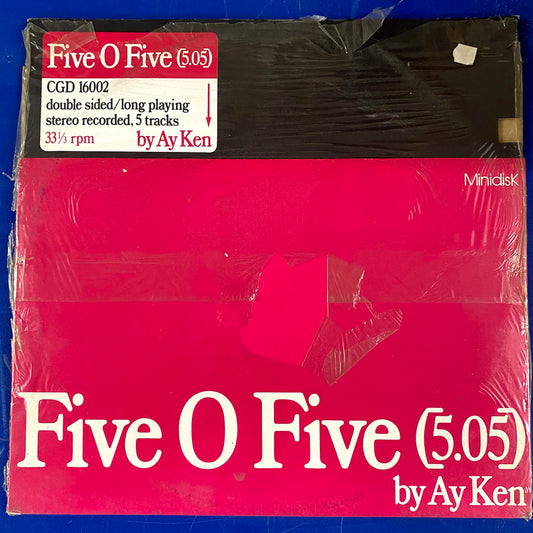 Five O Five (5.05)
CGD 16002
double sided/long playing
stereo recorded, 5 tracks
33⅓ rpm by Ay Ken
MinidisK
Five O Five (5.05)
by Ay Ken